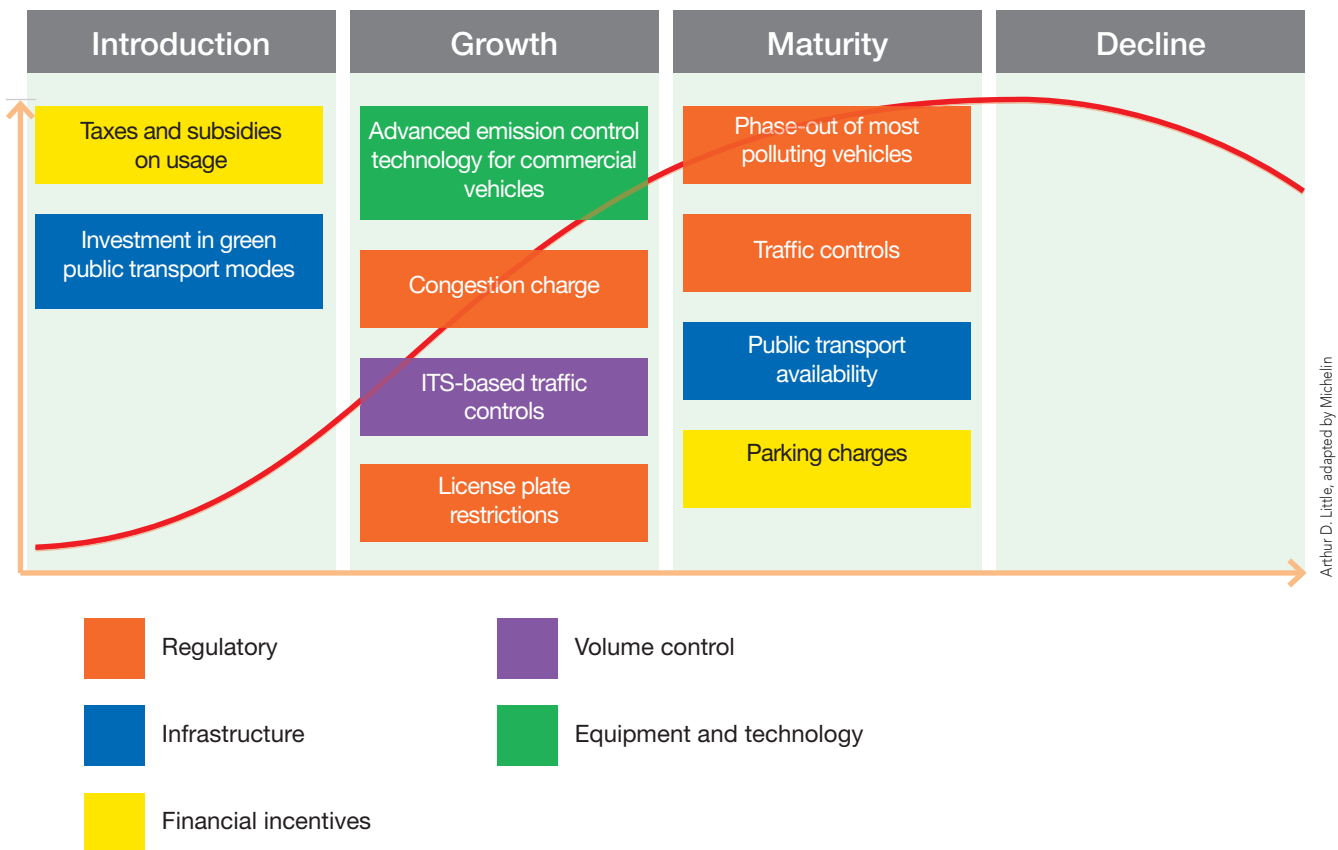 Introduction
Growth
Maturity
Decline
Taxes and subsidies
on usage
Investment in green
public transport modes
Advanced emission control
technology for commercial
vehicles
Congestion charge
ITS-based traffic
controls
License plate
restrictions
Phase-out of most
polluting vehicles
Traffic controls
Public transport
availability
Parking charges
Arthur D. Little, adapted by Michelin
Regulatory
Infrastructure
Financial incentives
Volume control
Equipment and technology